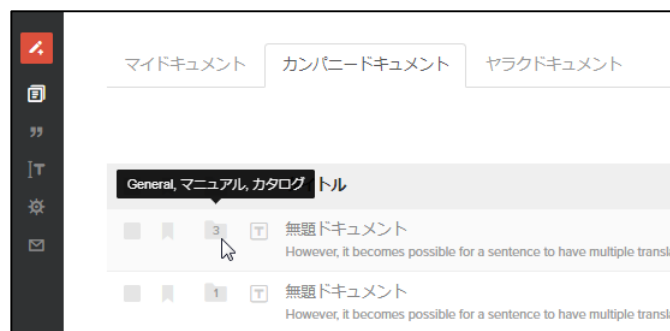 マイドキュメント カンパニードキュメント ヤラクドキュメント
General, マニュアル, カタログ トル
3 T 無題ドキュメント
However, it becomes possible for a sentence to have multiple
1 T 無題ドキュメント
However, it becomes possible for a sentence to have multiple